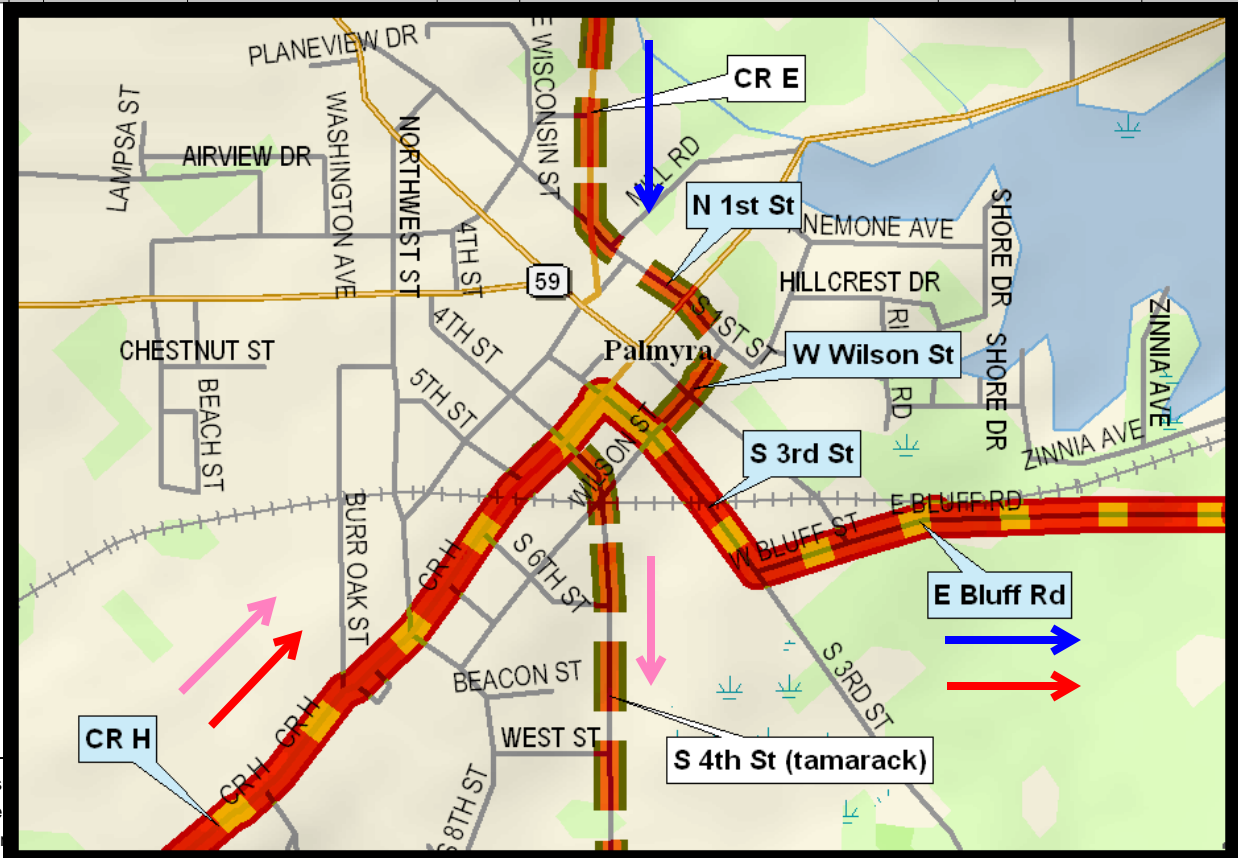 PLANEVIEW DR
E WISCONSIN ST
CR E
LAMPSA ST
WASHINGTON AVE
NORTHWEST ST
AIRVIEW DR
MILL RD
N 1st St
ANEMONE AVE
SHORE DR
4TH ST
59
HILLCREST DR
S 1ST ST
RI
RD
ZINNIA AVE
4TH ST
Palmyra
W Wilson St
CHESTNUT ST
SHORE DR
BEACH ST
5TH ST
WILSON ST
S 3rd St
ZINNIA AVE
BURR OAK ST
E BLUFF RD
W BLUFF ST
CR H
S 6TH ST
E Bluff Rd
BEACON ST
S 3RD ST
CR H
CR H
WEST ST
S 4th St (tamarack)
CR H
S 8TH ST